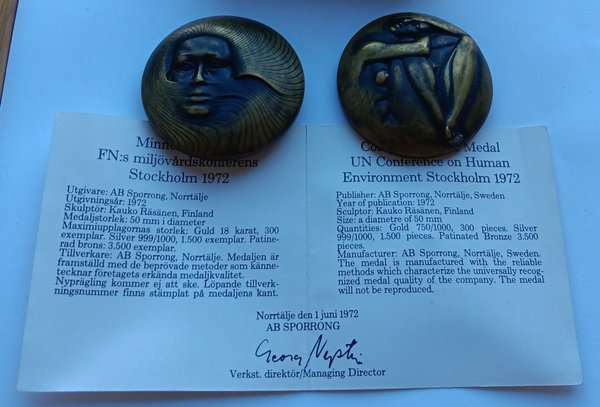 Minn
FN:s miljövårdskonferens
Stockholm 1972
Utgivare: AB Sporrong, Norrtälje
Utgivningsår: 1972
Skulptör: Kauko Räsänen, Finland
Medaljstorlek: 50 mm i diameter
Maximiupplagornas storlek: Guld 18 karat, 300
exemplar. Silver 999/1000, 1.500 exemplar. Patine-
rad brons: 3.500 exemplar.
Tillverkare: AB Sporrong, Norrtälje. Medaljen är
framställd med de beprövade metoder som känne-
tecknar företagets erkända medaljkvalitet.
Nyprägling kommer ej att ske. Löpande tillverk-
ningsnummer finns stämplat på medaljens kant.
Co Medal
UN Conference on Human
Environment Stockholm 1972
Publisher: AB Sporrong, Norrtälje, Sweden
Year of publication: 1972
Sculptor: Kauko Räsänen, Finland
Size: a diametre of 50 mm
Quantities: Gold 750/1000, 300 pieces. Silver
999/1000, 1.500 pieces. Patinated Bronze 3.500
pieces.
Manufacturer: AB Sporrong, Norrtälje, Sweden.
The medal is manufactured with the reliable
methods which characterize the universally recog-
nized medal quality of the company. The medal
will not be reproduced.
Norrtälje den 1 juni 1972
AB SPORRONG
Verkst. direktör/Managing Director